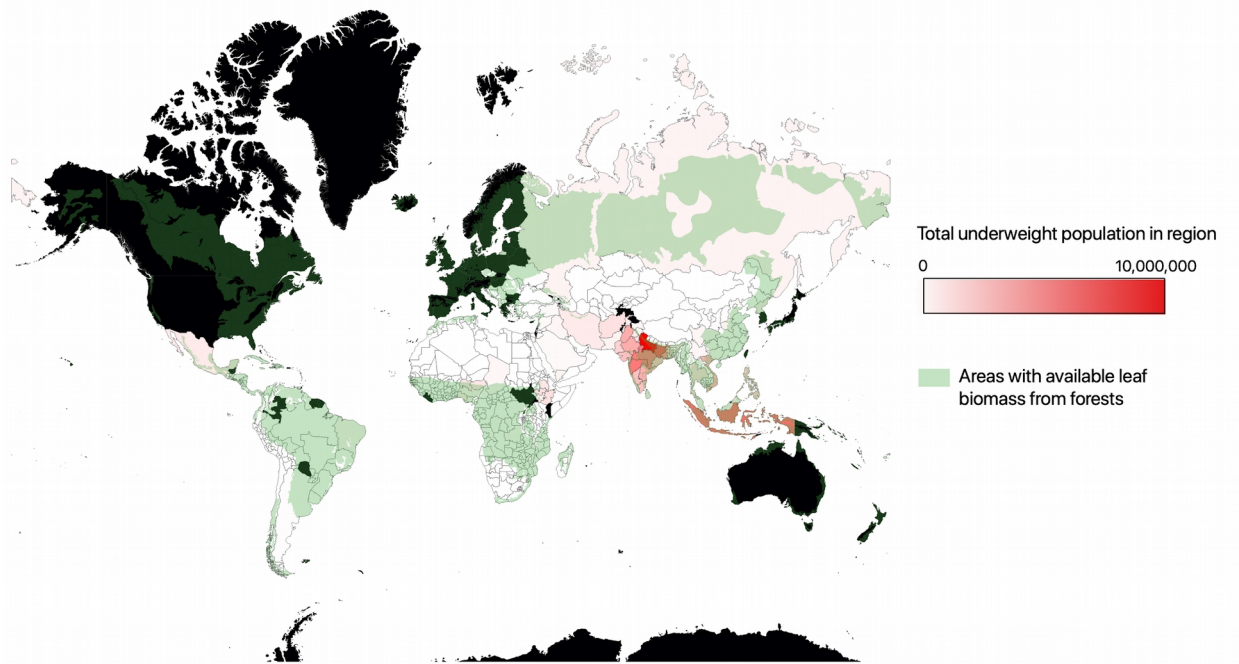 Total underweight population in region
0 10,000,000
Areas with available leaf
biomass from forests